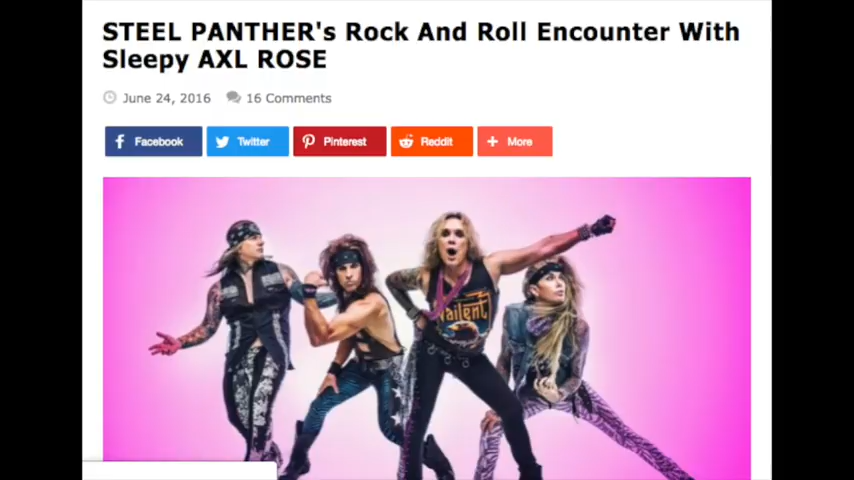 STEEL PANTHER's Rock And Roll Encounter With
Sleepy AXL ROSE
June 24, 2016 16 Comments
Facebook Twitter Pinterest Reddit More